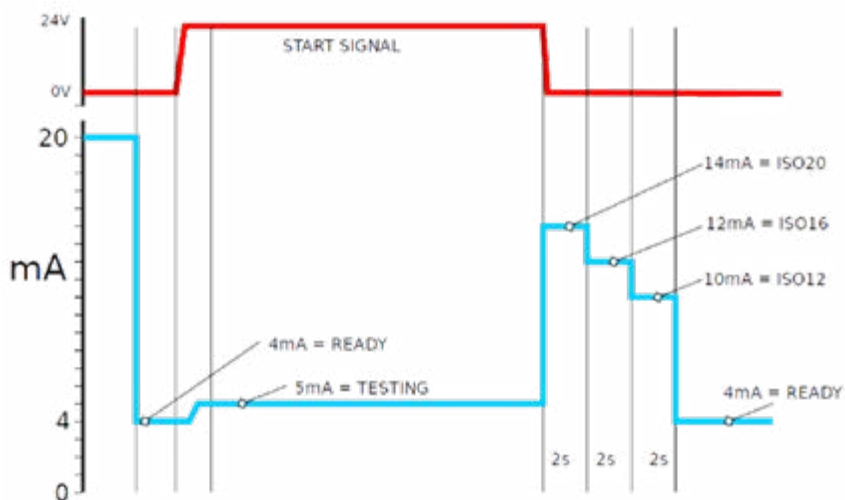 24V
START SIGNAL
0V
20
14mA = ISO20
12mA = ISO16
mA
10mA = ISO12
4mA = READY
5mA = TESTING
4mA = READY
4
2s 2s 2s
0